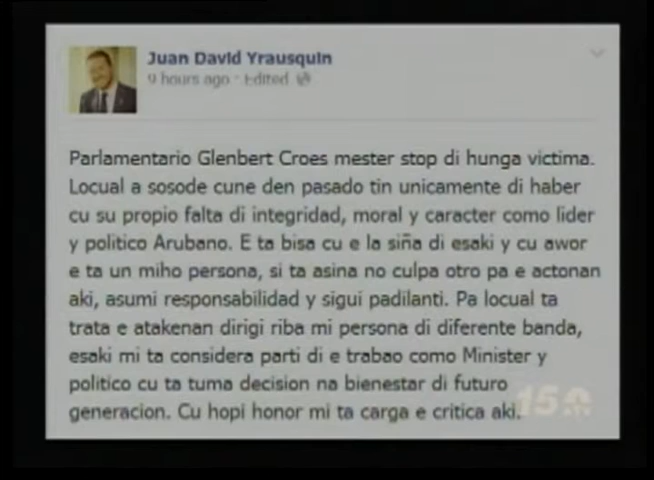 Juan David Yrausquin
9 hours ago · Edited
Parlamentario Glenbert Croes mester stop di hunga victima.
Locual a sosode cune den pasado tin unicamente di haber
cu su propio falta di integridad, moral y caracter como lider
y politico Arubano. E ta bisa cu e la siña di esaki y cu awor
e ta un miho persona, si ta asina no culpa otro pa e actonan
aki, asumi responsabilidad y sigui padilanti. Pa locual ta
trata e atakenan dirigi riba mi persona di diferente banda,
esaki mi ta considera parti di e trabao como Minister y
politico cu ta tuma decision na bienestar di futuro
generacion. Cu hopi honor mi ta carga e critica aki.
15